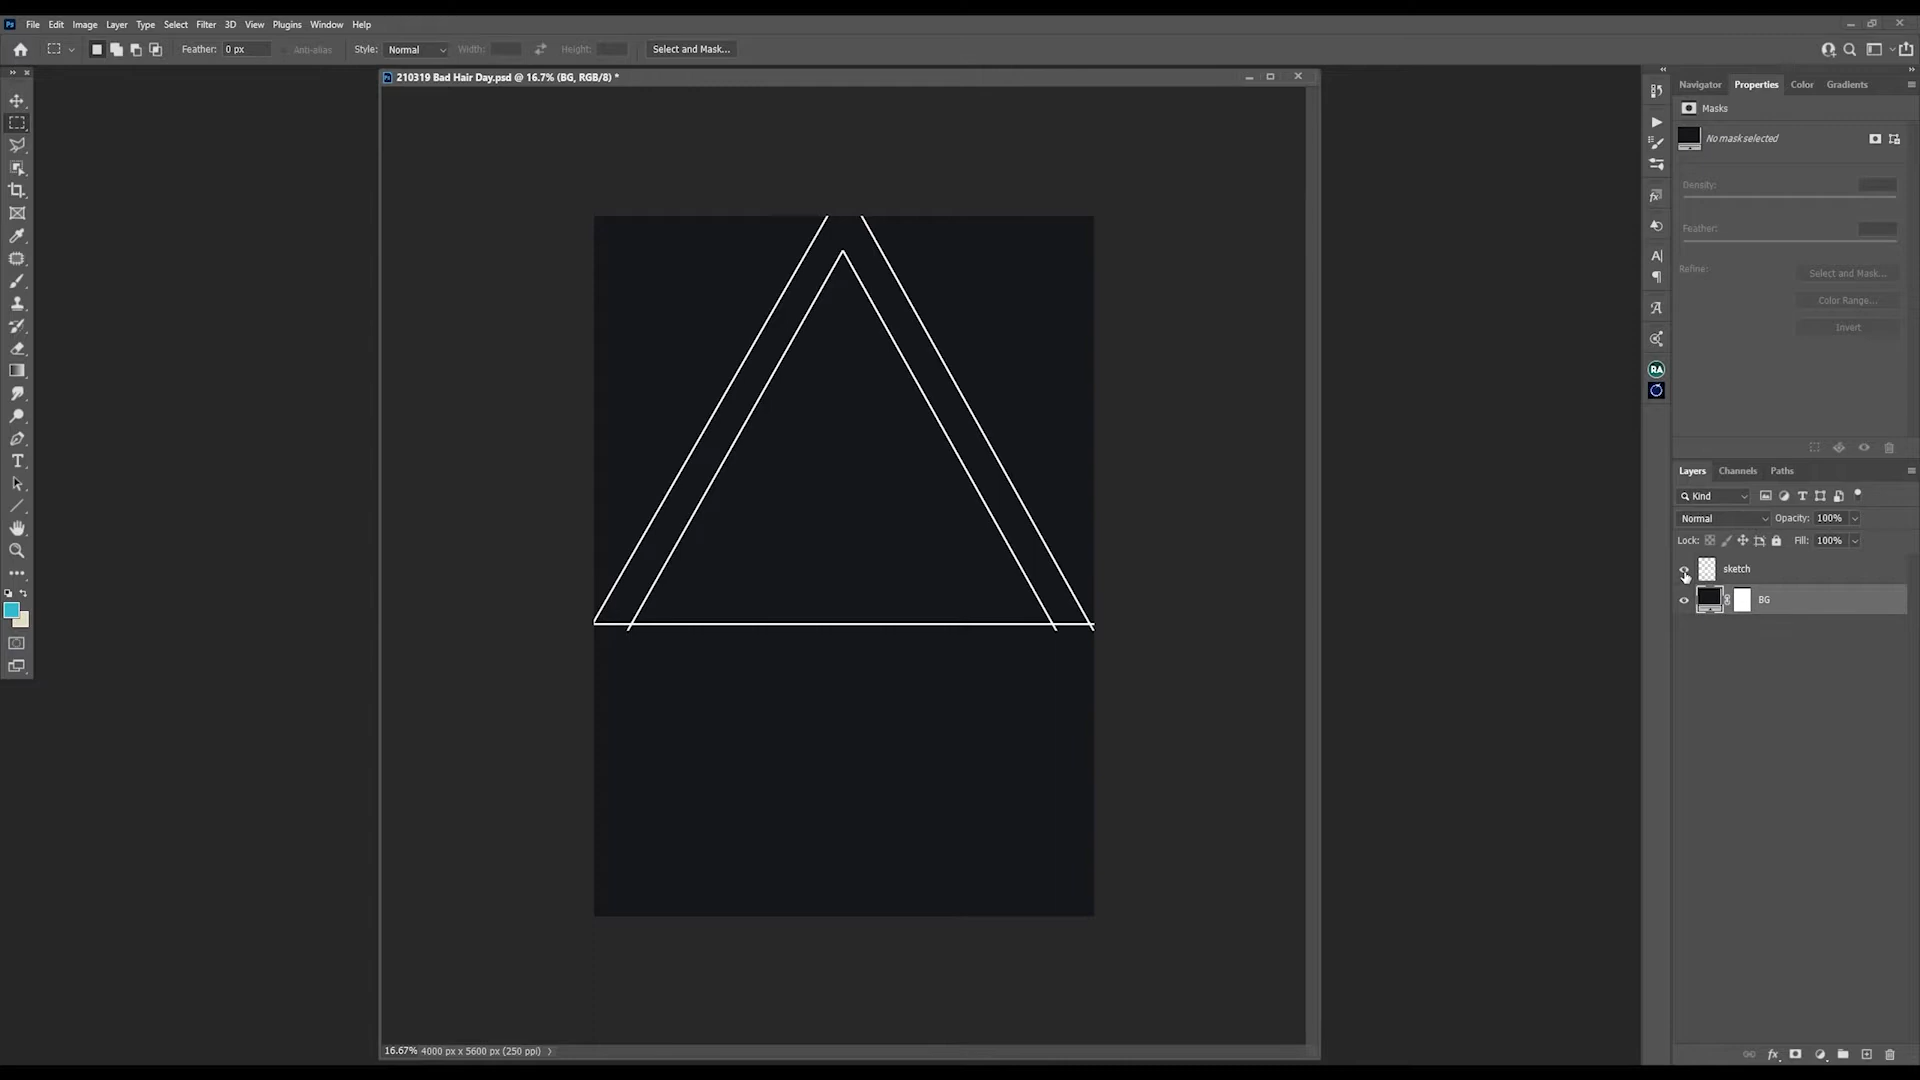 Ps File Edit Image Layer Type Select Filter 3D View Plugins Window Help
Feather: 0 px Anti-alias Style: Normal Width: Height: Select and Mask...
Ps 210319 Bad Hair Day.psd @ 16.7% (BG, RGB/8) *
Navigator Properties Color Gradients
Masks
No mask selected
Density:
Feather:
Refine: Select and Mask...
Color Range...
Invert
RA
Layers Channels Paths
Kind
Normal Opacity: 100%
Lock: Fill: 100%
sketch
BG
16.67% 4000 px x 5600 px (250 ppi)